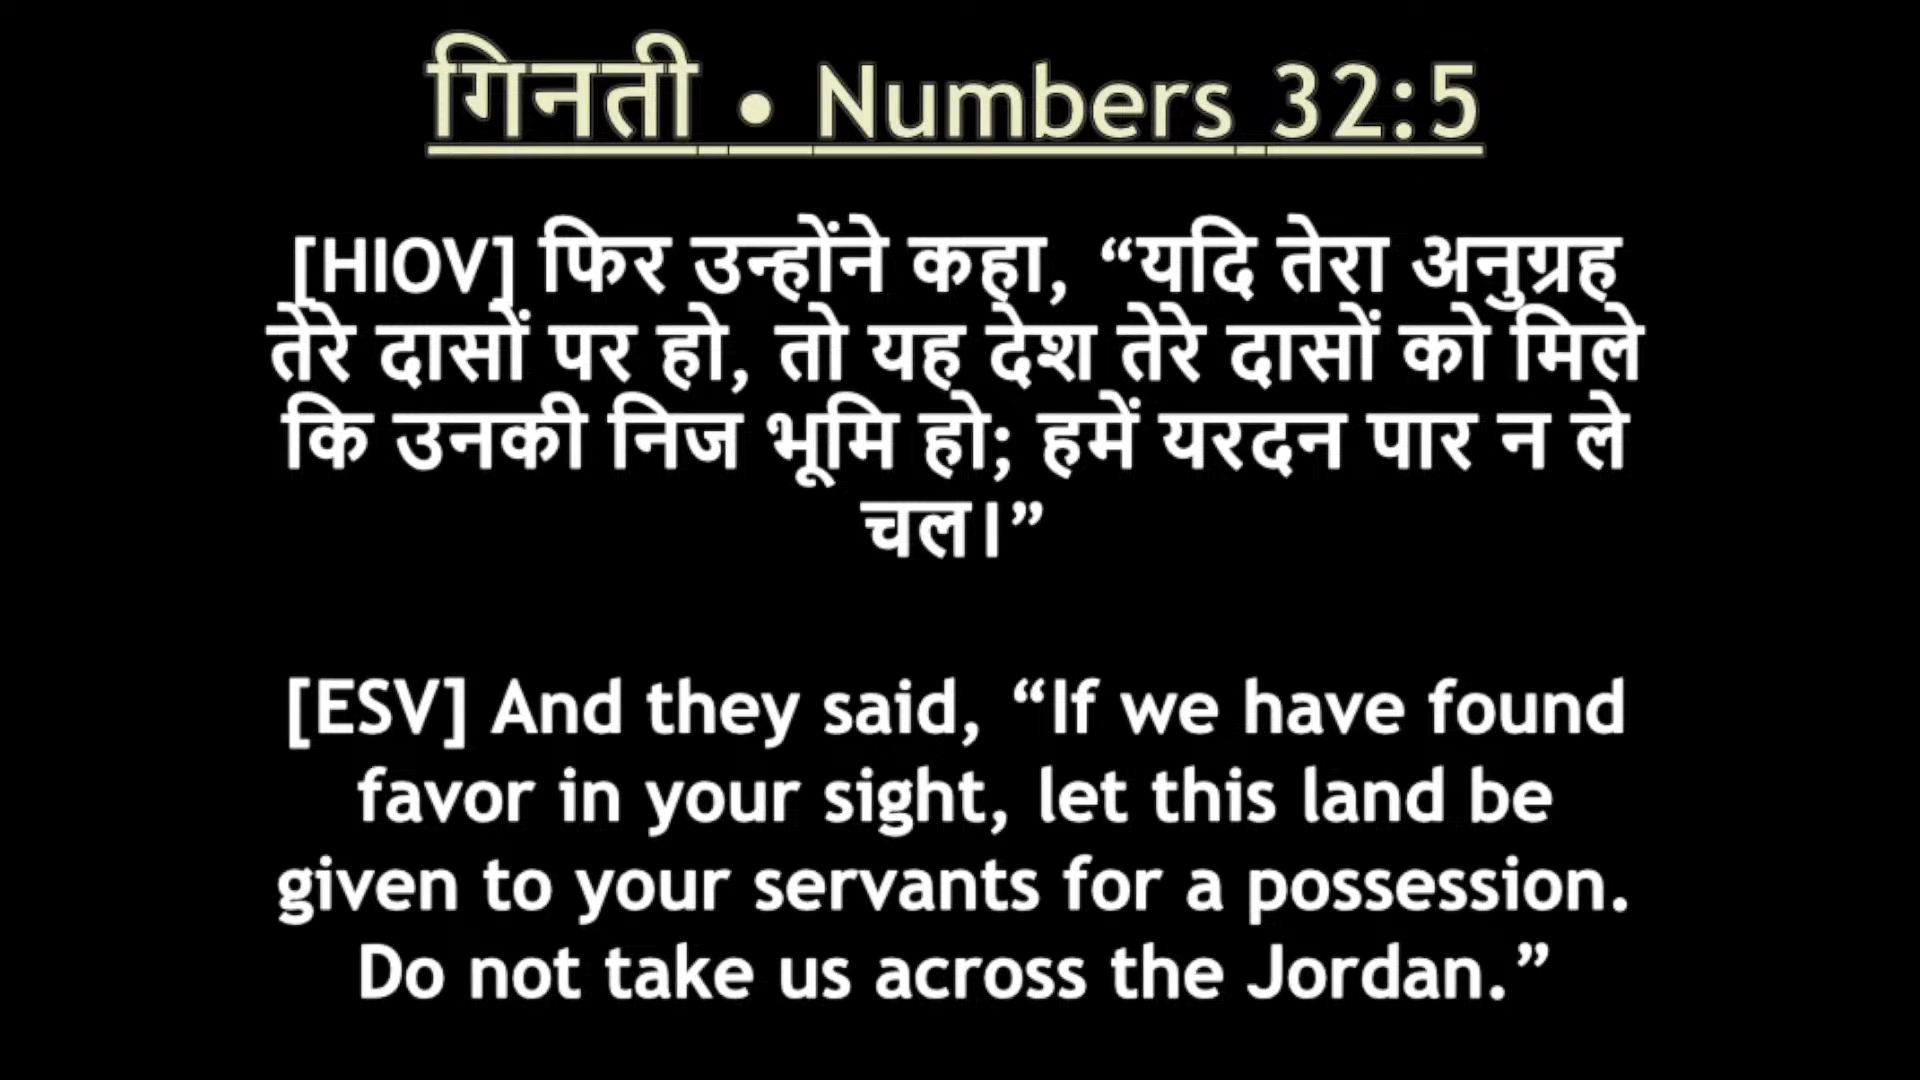 गिनती • Numbers 32:5
[HIOV] फिर उन्होंने कहा, “यदि तेरा अनुग्रह
तेरे दासों पर हो, तो यह देश तेरे दासों को मिले
कि उनकी निज भूमि हो; हमें यरदन पार न ले
चल।”
[ESV] And they said, “If we have found
favor in your sight, let this land be
given to your servants for a possession.
Do not take us across the Jordan.”